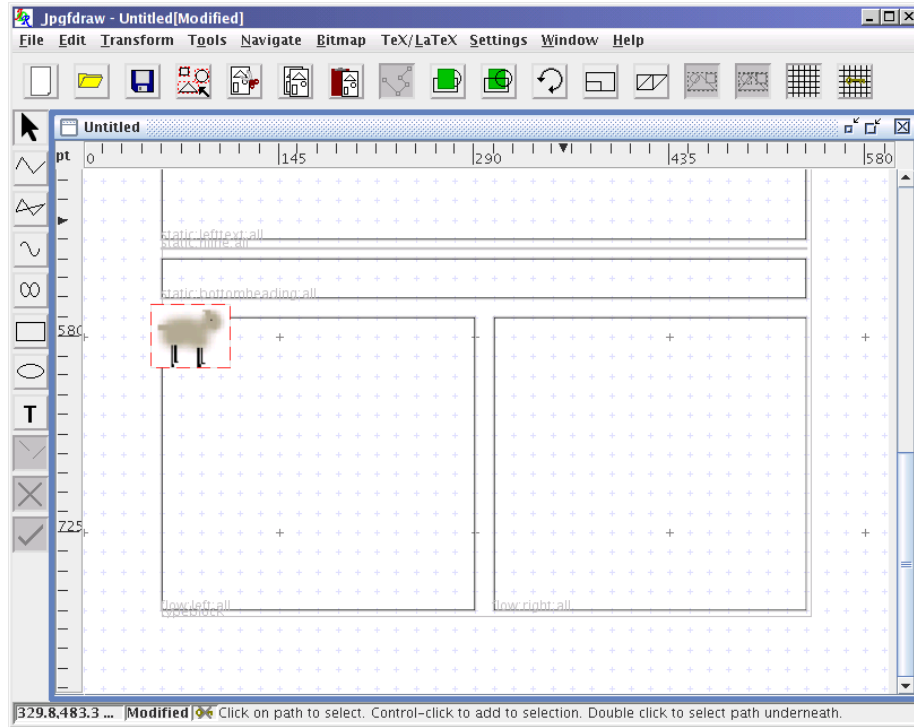 Jpgfdraw - Untitled[Modified]
File Edit Transform Tools Navigate Bitmap TeX/LaTeX Settings Window Help
Untitled
pt 0 145 290 435 580
static:lefttext:all
static:hline:all
static:bottomheading:all
580
T
725
flow:left:all flow:right:all
typeblock
329.8,483.3 ... Modified Click on path to select. Control-click to add to selection. Double click to select path underneath.